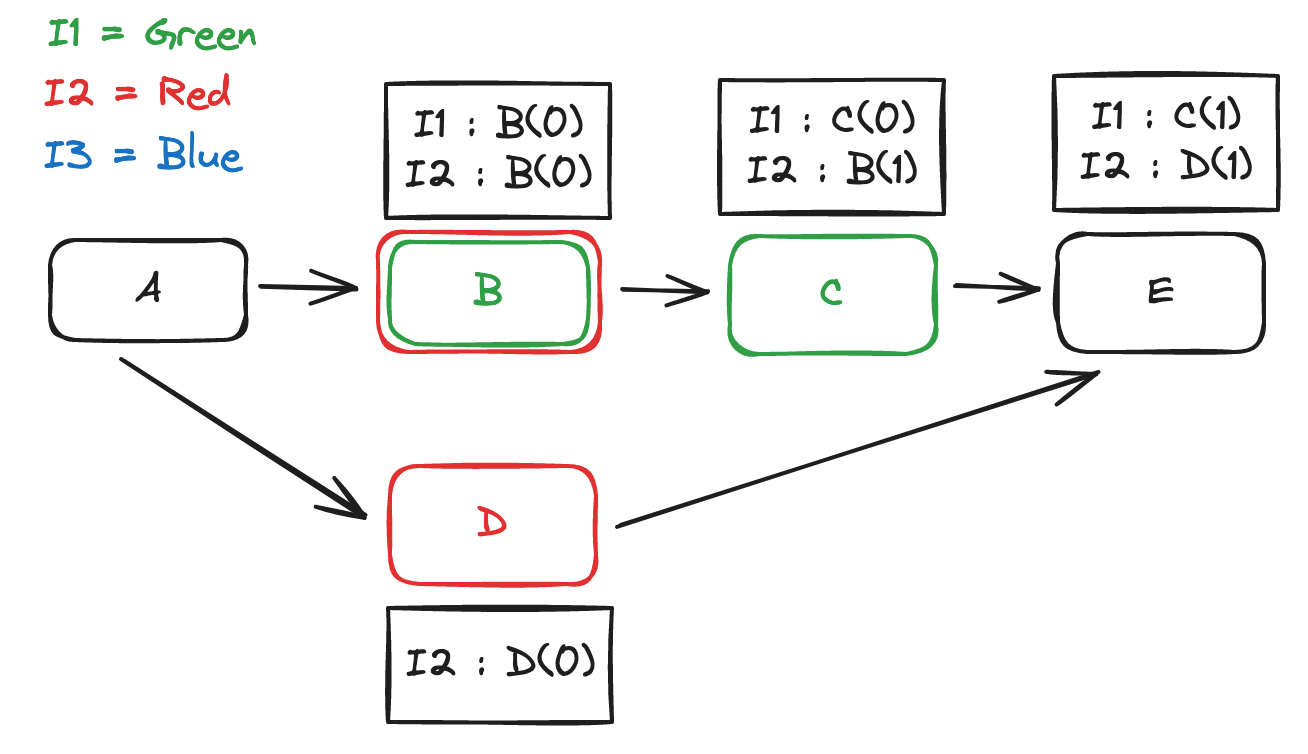 I1 = Green
I2 = Red
I3 = Blue
I1 : B(0)
I2 : B(0)
I1 : C(0)
I2 : B(1)
I1 : C(1)
I2 : D(1)
A
B
C
E
D
I2 : D(0)